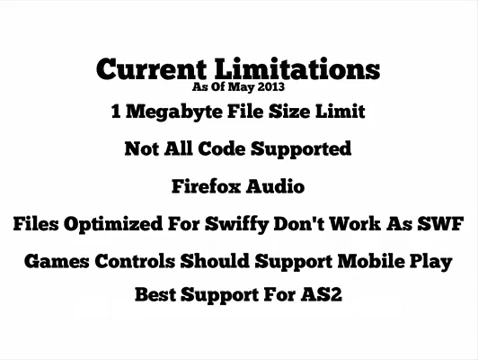 Current Limitations
As Of May 2013
1 Megabyte File Size Limit
Not All Code Supported
Firefox Audio
Files Optimized For Swiffy Don't Work As SWF
Games Controls Should Support Mobile Play
Best Support For AS2